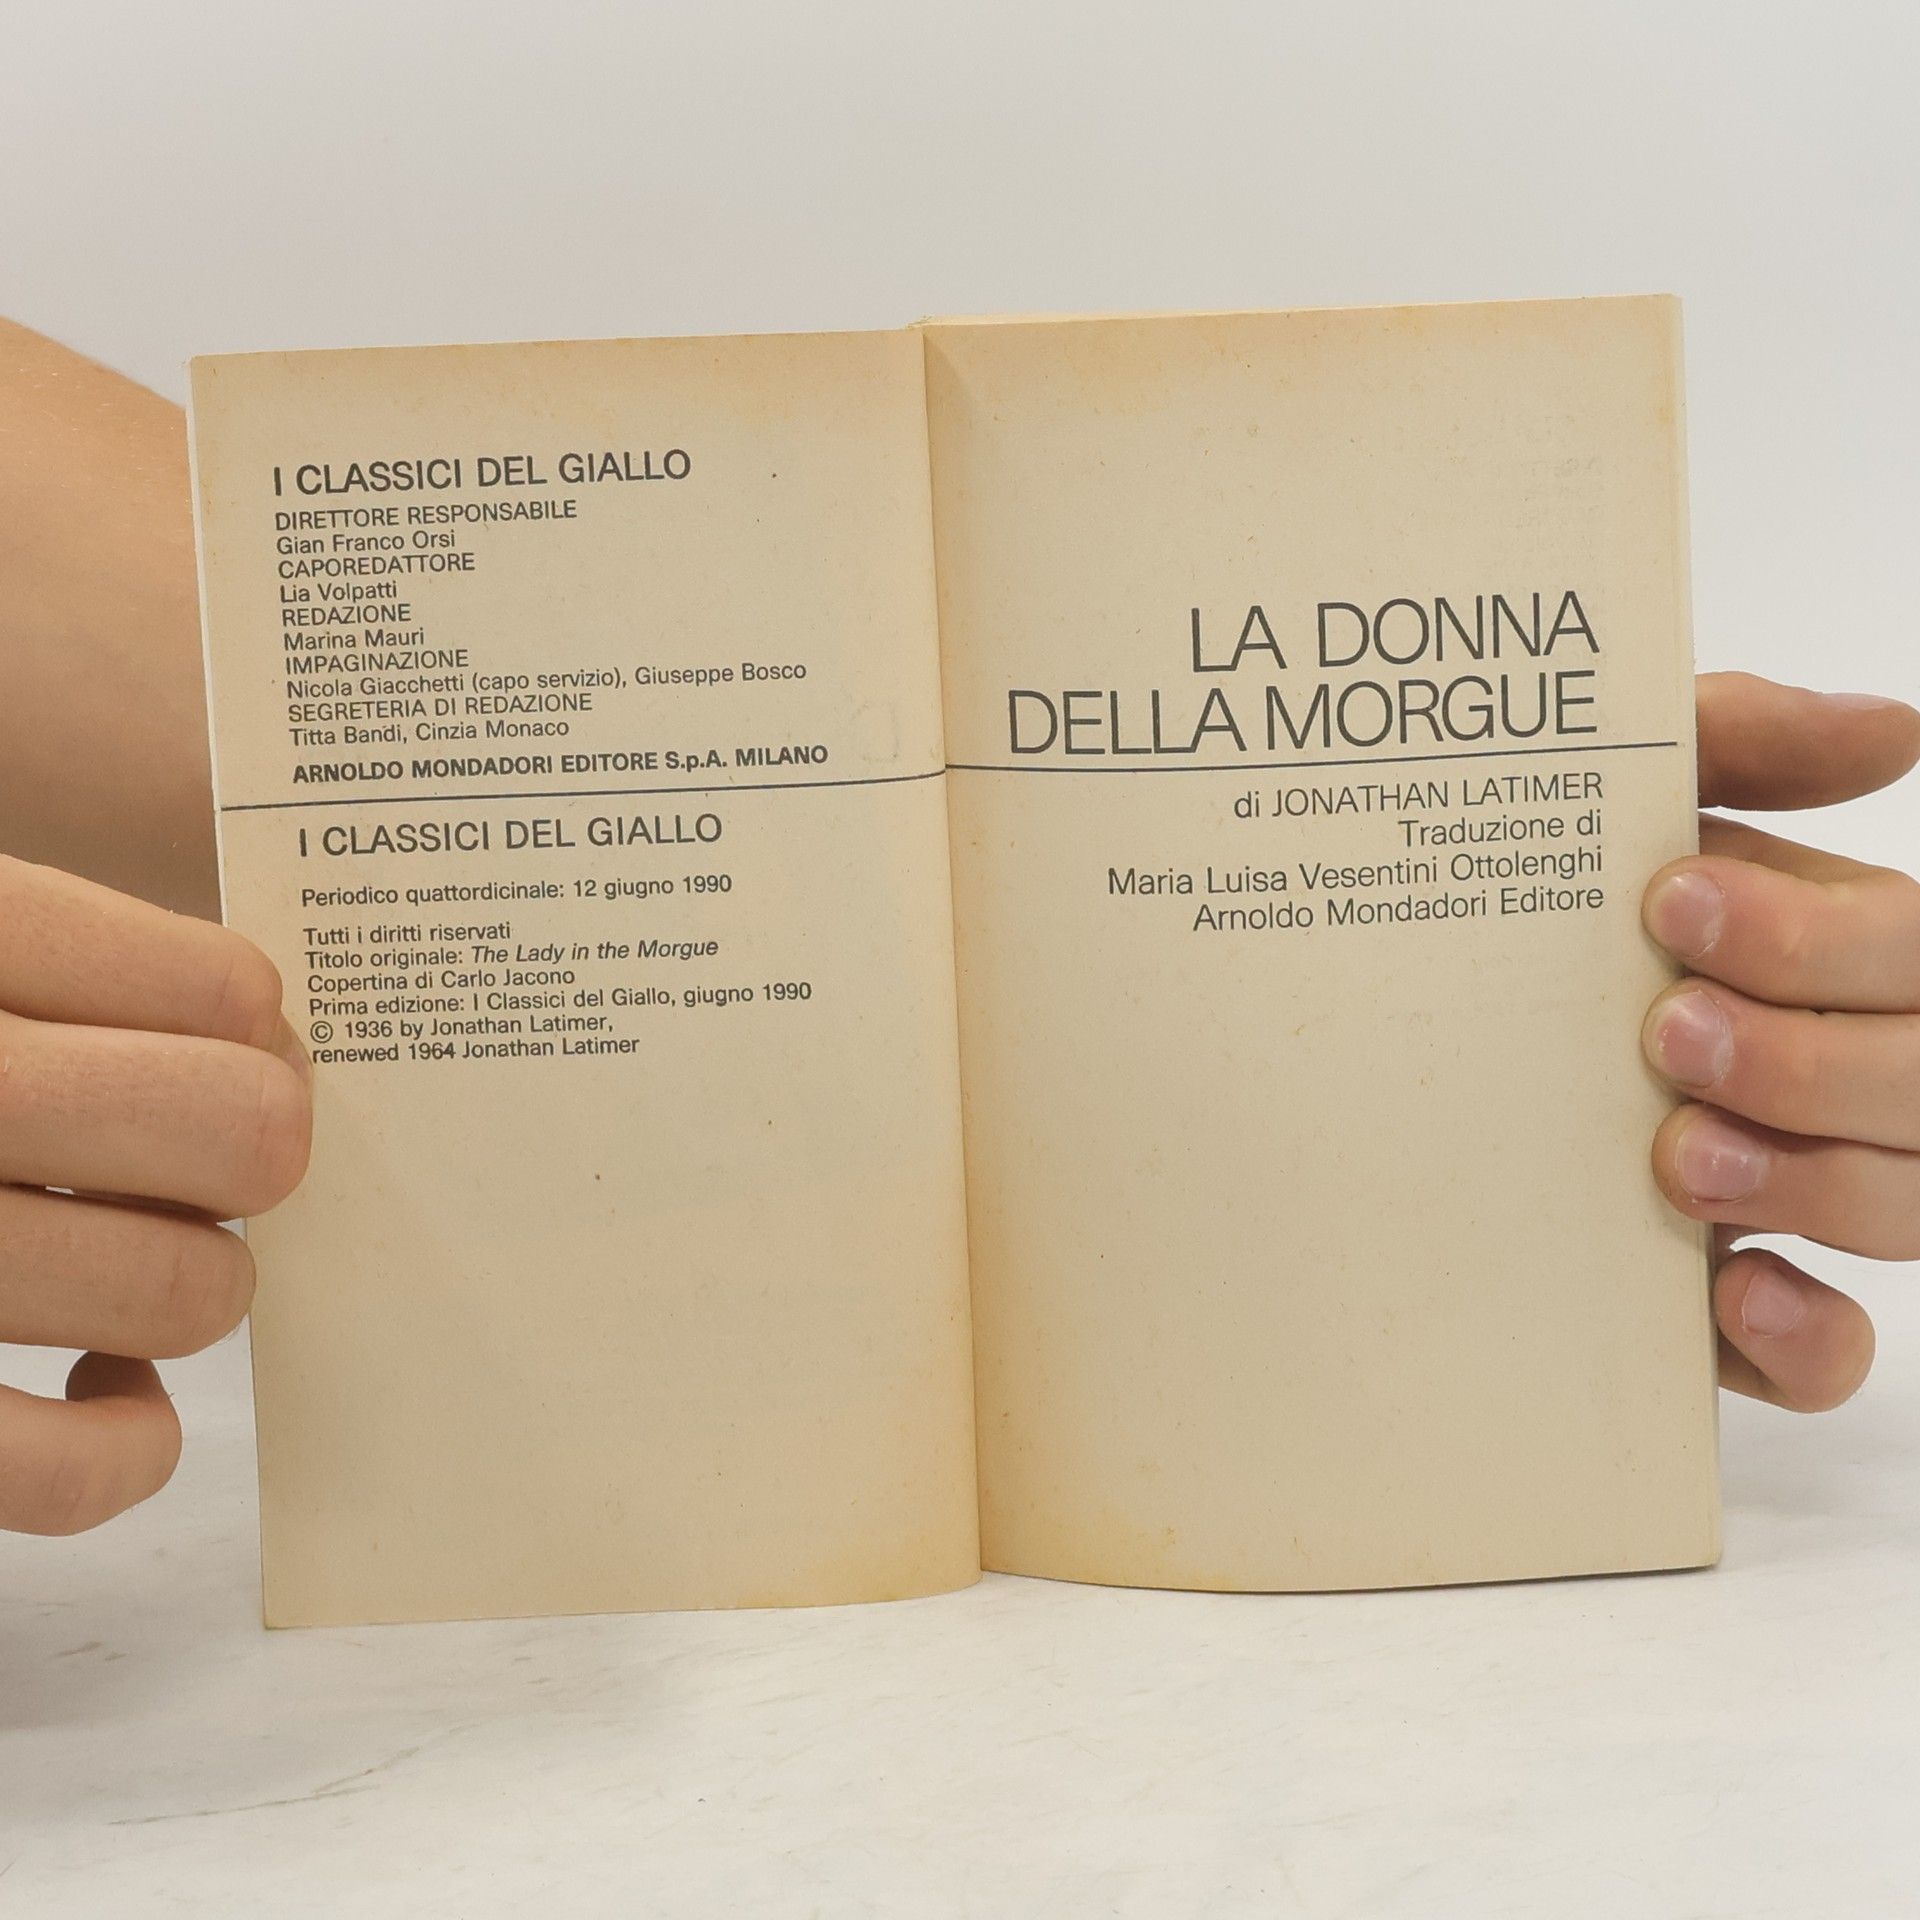 I CLASSICI DEL GIALLO
DIRETTORE RESPONSABILE
Gian Franco Orsi
CAPOREDATTORE
Lia Volpatti
REDAZIONE
Marina Mauri
IMPAGINAZIONE
Nicola Giacchetti (capo servizio), Giuseppe Bosco
SEGRETERIA DI REDAZIONE
Titta Bandi, Cinzia Monaco
ARNOLDO MONDADORI EDITORE S.p.A. MILANO
I CLASSICI DEL GIALLO
Periodico quattordicinale: 12 giugno 1990
Tutti i diritti riservati
Titolo originale: The Lady in the Morgue
Copertina di Carlo Jacono
Prima edizione: I Classici del Giallo, giugno 1990
© 1936 by Jonathan Latimer,
renewed 1964 Jonathan Latimer
LA DONNA
DELLA MORGUE
di JONATHAN LATIMER
Traduzione di
Maria Luisa Vesentini Ottolenghi
Arnoldo Mondadori Editore